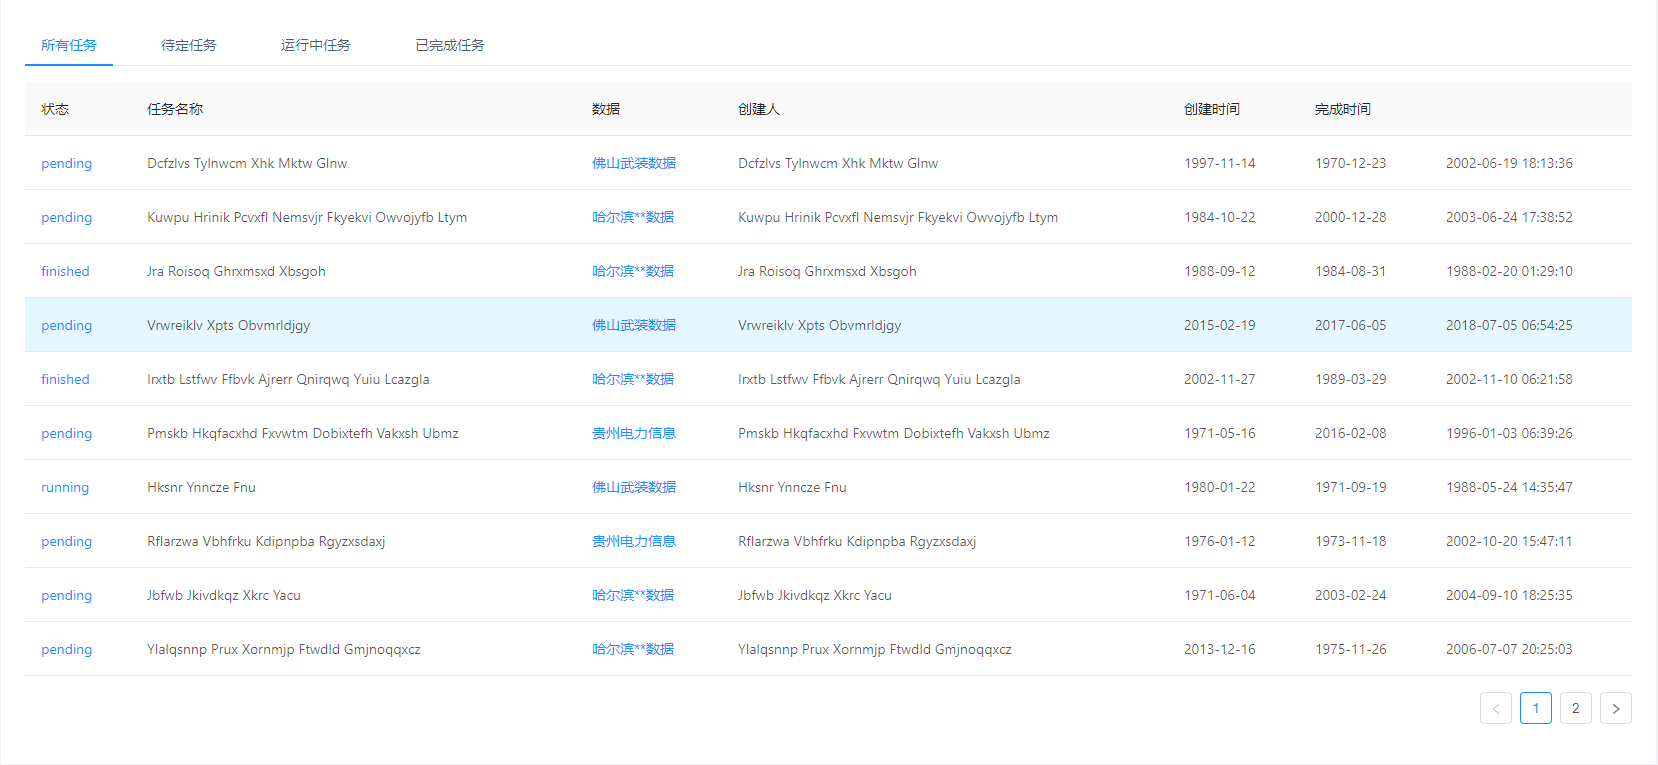 所有任务 待定任务 运行中任务 已完成任务
状态 任务名称 数据 创建人 创建时间 完成时间
pending Dcfzlvs Tylnwcm Xhk Mktw Glnw 佛山武装数据 Dcfzlvs Tylnwcm Xhk Mktw Glnw 1997-11-14 1970-12-23 2002-06-19 18:13:36
pending Kuwpu Hrinik Pcvxfl Nemsvjr Fkyekvi Owvojyfb Ltym 哈尔滨**数据 Kuwpu Hrinik Pcvxfl Nemsvjr Fkyekvi Owvojyfb Ltym 1984-10-22 2000-12-28 2003-06-24 17:38:52
finished Jra Roisoq Ghrxmsxd Xbsgoh 哈尔滨**数据 Jra Roisoq Ghrxmsxd Xbsgoh 1988-09-12 1984-08-31 1988-02-20 01:29:10
pending Vrwreiklv Xpts Obvmrldjgy 佛山武装数据 Vrwreiklv Xpts Obvmrldjgy 2015-02-19 2017-06-05 2018-07-05 06:54:25
finished Irxtb Lstfwv Ffbvk Ajrerr Qnirqwq Yuiu Lcazgla 哈尔滨**数据 Irxtb Lstfwv Ffbvk Ajrerr Qnirqwq Yuiu Lcazgla 2002-11-27 1989-03-29 2002-11-10 06:21:58
pending Pmskb Hkqfacxhd Fxvwtm Dobixtefh Vakxsh Ubmz 贵州电力信息 Pmskb Hkqfacxhd Fxvwtm Dobixtefh Vakxsh Ubmz 1971-05-16 2016-02-08 1996-01-03 06:39:26
running Hksnr Ynncze Fnu 佛山武装数据 Hksnr Ynncze Fnu 1980-01-22 1971-09-19 1988-05-24 14:35:47
pending Rflarzwa Vbhfrku Kdipnpba Rgyzxsdaxj 贵州电力信息 Rflarzwa Vbhfrku Kdipnpba Rgyzxsdaxj 1976-01-12 1973-11-18 2002-10-20 15:47:11
pending Jbfwb Jkivdkqz Xkrc Yacu 哈尔滨**数据 Jbfwb Jkivdkqz Xkrc Yacu 1971-06-04 2003-02-24 2004-09-10 18:25:35
pending Ylalqsnnp Prux Xornmjp Ftwdld Gmjnoqqxcz 哈尔滨**数据 Ylalqsnnp Prux Xornmjp Ftwdld Gmjnoqqxcz 2013-12-16 1975-11-26 2006-07-07 20:25:03
< 1 2 >